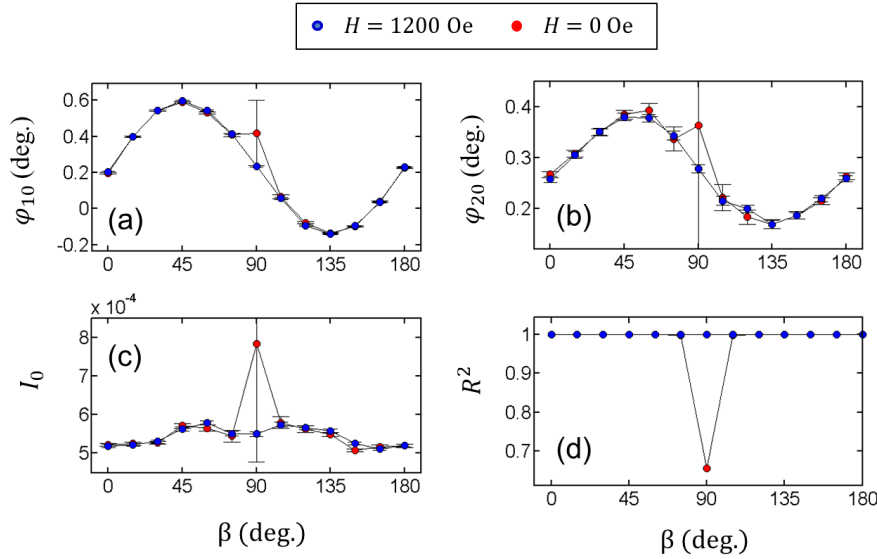 H = 1200 Oe H = 0 Oe
φ10 (deg.)
0.6
0.4
0.2
0
-0.2
(a)
0 45 90 135 180
φ20 (deg.)
0.4
0.3
0.2
(b)
0 45 90 135 180
x 10^-4
I0
8
7
6
5
(c)
0 45 90 135 180
β (deg.)
R^2
1
0.9
0.8
0.7
(d)
0 45 90 135 180
β (deg.)